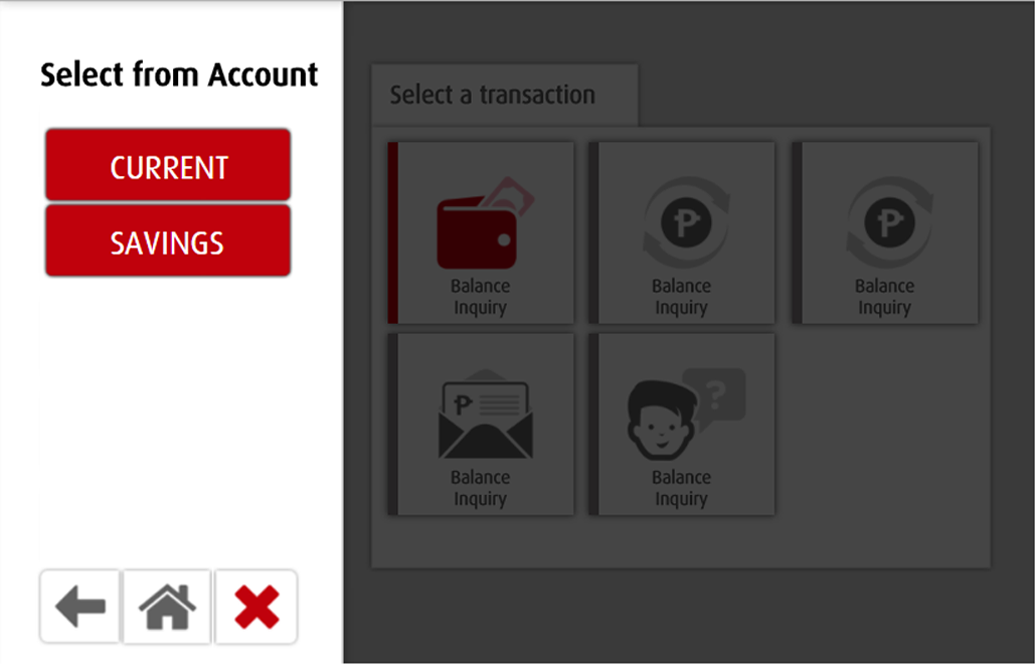 Select from Account
CURRENT
SAVINGS
Select a transaction
Balance
Inquiry
Balance
Inquiry
Balance
Inquiry
Balance
Inquiry
?
Balance
Inquiry